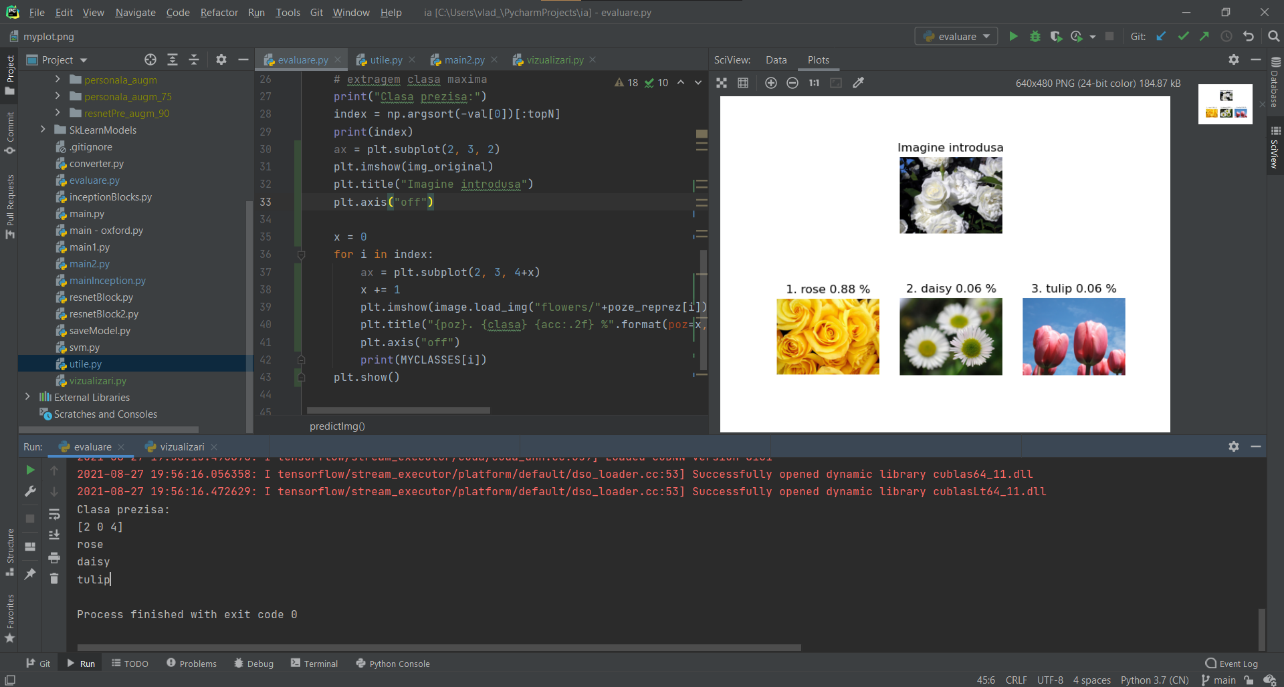 File Edit View Navigate Code Refactor Run Tools Git Window Help ia [C:\Users\vlad_\PycharmProjects\ia] - evaluare.py
myplot.png
evaluare
Git:
Project
evaluare.py
utile.py
main2.py
vizualizari.py
SciView: Data Plots
personala_augm
personala_augm_75
resnetPre_augm_90
SkLearnModels
.gitignore
converter.py
evaluare.py
inceptionBlocks.py
main.py
main - oxford.py
main1.py
main2.py
mainInception.py
resnetBlock.py
resnetBlock2.py
saveModel.py
svm.py
utile.py
vizualizari.py
External Libraries
Scratches and Consoles
18 10
26 # extragem clasa maxima
27 print("Clasa prezisa:")
28 index = np.argsort(-val[0])[:topN]
29 print(index)
30 ax = plt.subplot(2, 3, 2)
31 plt.imshow(img_original)
32 plt.title("Imagine introdusa")
33 plt.axis("off")
34
35 x = 0
36 for i in index:
37 ax = plt.subplot(2, 3, 4+x)
38 x += 1
39 plt.imshow(image.load_img("flowers/"+poze_reprez[i])
40 plt.title("{poz}. {clasa} {acc:.2f} %".format(poz=x,
41 plt.axis("off")
42 print(MYCLASSES[i])
43 plt.show()
44
45
predictImg()
1:1
640x480 PNG (24-bit color) 184.87 kB
Imagine introdusa
1. rose 0.88 %
2. daisy 0.06 %
3. tulip 0.06 %
Project
Commit
Pull Requests
Structure
Favorites
Database
SciView
Run: evaluare vizualizari
2021-08-27 19:56:16.056358: I tensorflow/stream_executor/platform/default/dso_loader.cc:53] Successfully opened dynamic library cublas64_11.dll
2021-08-27 19:56:16.472629: I tensorflow/stream_executor/platform/default/dso_loader.cc:53] Successfully opened dynamic library cublasLt64_11.dll
Clasa prezisa:
[2 0 4]
rose
daisy
tulip
Process finished with exit code 0
Git Run TODO Problems Debug Terminal Python Console Event Log
45:6 CRLF UTF-8 4 spaces Python 3.7 (CN) main